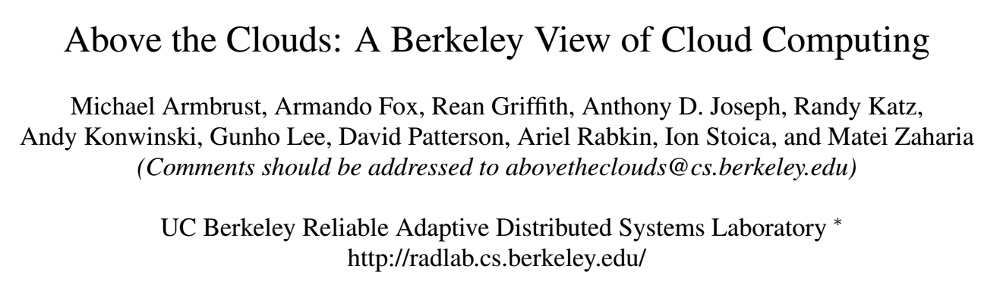 Above the Clouds: A Berkeley View of Cloud Computing
Michael Armbrust, Armando Fox, Rean Griffith, Anthony D. Joseph, Randy Katz,
Andy Konwinski, Gunho Lee, David Patterson, Ariel Rabkin, Ion Stoica, and Matei Zaharia
(Comments should be addressed to abovetheclouds@cs.berkeley.edu)
UC Berkeley Reliable Adaptive Distributed Systems Laboratory *
http://radlab.cs.berkeley.edu/